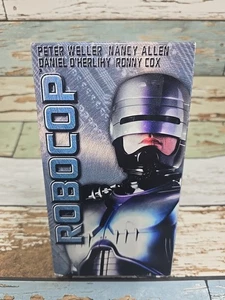 PETER WELLER NANCY ALLEN
DANIEL O'HERLIHY RONNY COX
ROBOCOP